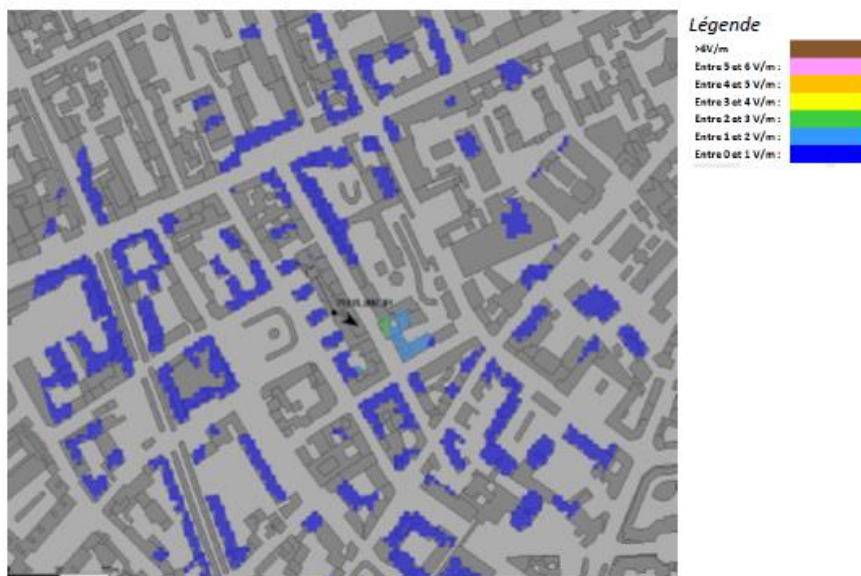 Légende
>6V/m
Entre 5 et 6 V/m :
Entre 4 et 5 V/m :
Entre 3 et 4 V/m :
Entre 2 et 3 V/m :
Entre 1 et 2 V/m :
Entre 0 et 1 V/m :